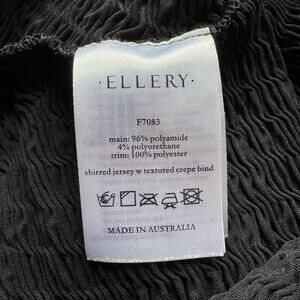 · ELLERY ·
F7083
main: 96% polyamide
4% polyurethane
trim: 100% polyester
shirred jersey w textured crepe bind
MADE IN AUSTRALIA